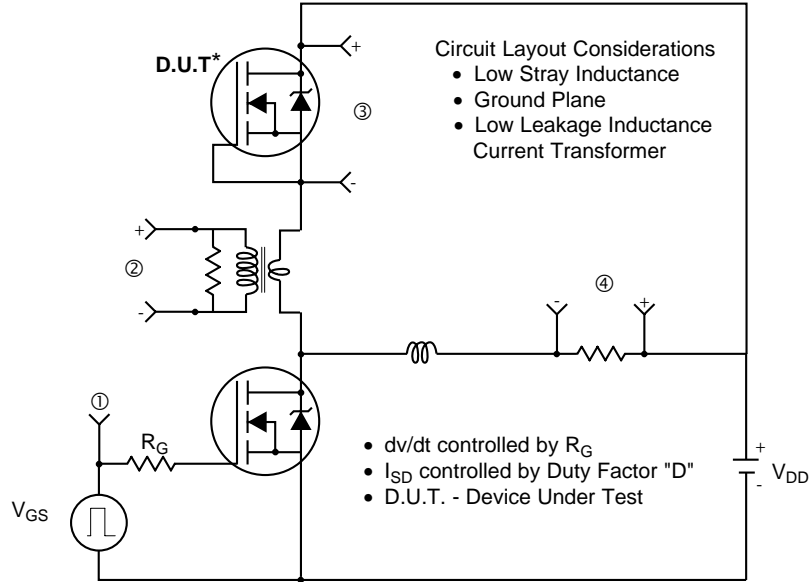 D.U.T*
+
-
③
Circuit Layout Considerations
• Low Stray Inductance
• Ground Plane
• Low Leakage Inductance
Current Transformer
+
②
-
④
-
+
①
R_G
V_GS
• dv/dt controlled by R_G
• I_SD controlled by Duty Factor "D"
• D.U.T. - Device Under Test
+
-
V_DD